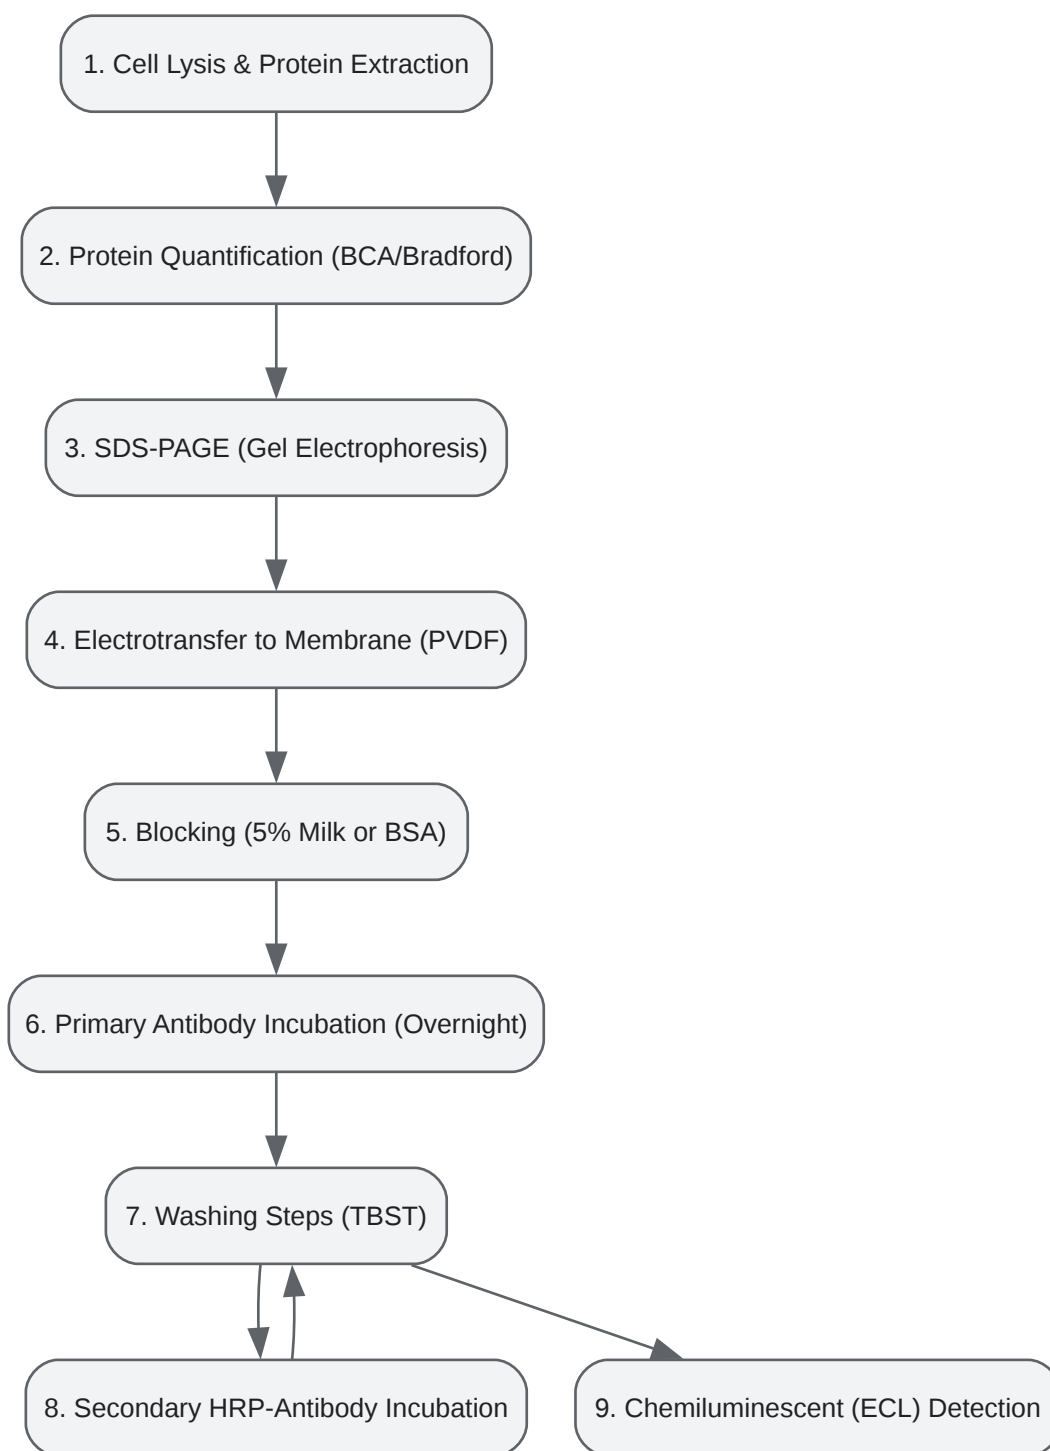 1. Cell Lysis & Protein Extraction
2. Protein Quantification (BCA/Bradford)
3. SDS-PAGE (Gel Electrophoresis)
4. Electrotransfer to Membrane (PVDF)
5. Blocking (5% Milk or BSA)
6. Primary Antibody Incubation (Overnight)
7. Washing Steps (TBST)
8. Secondary HRP-Antibody Incubation
9. Chemiluminescent (ECL) Detection